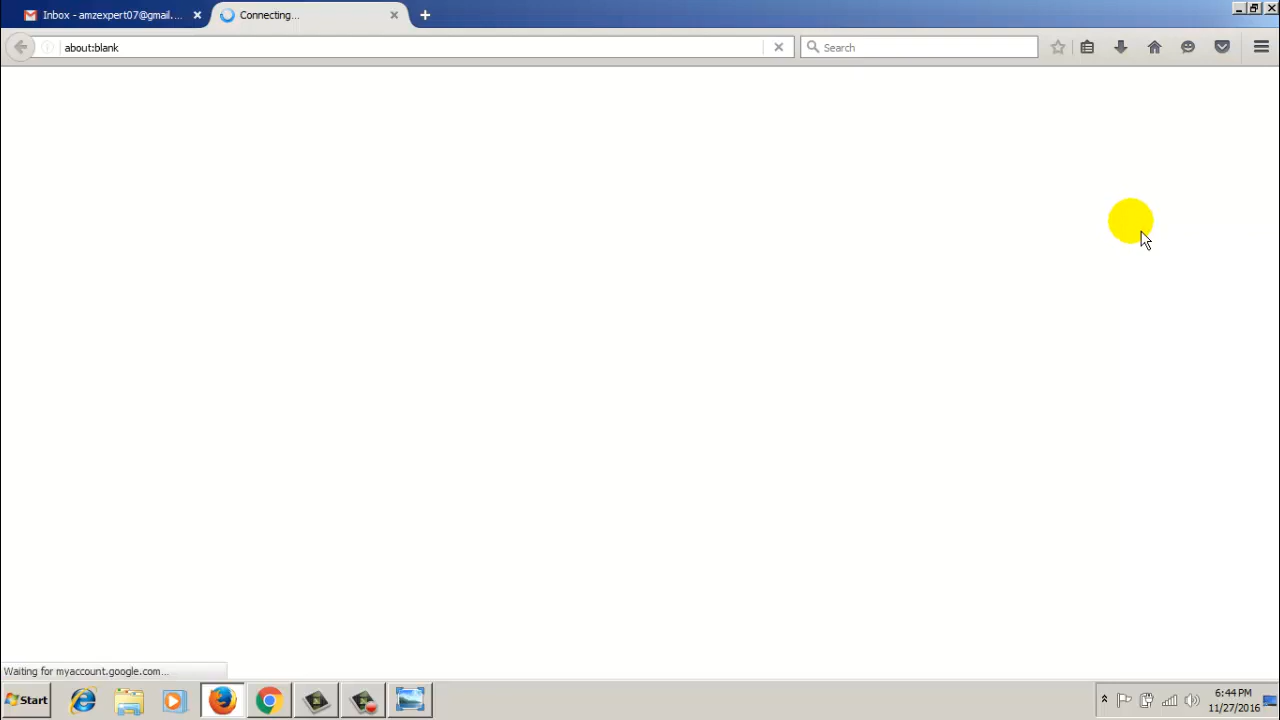 Inbox - amzexpert07@gmail....
Connecting...
about:blank
Search
Waiting for myaccount.google.com...
Start
6:44 PM
11/27/2016